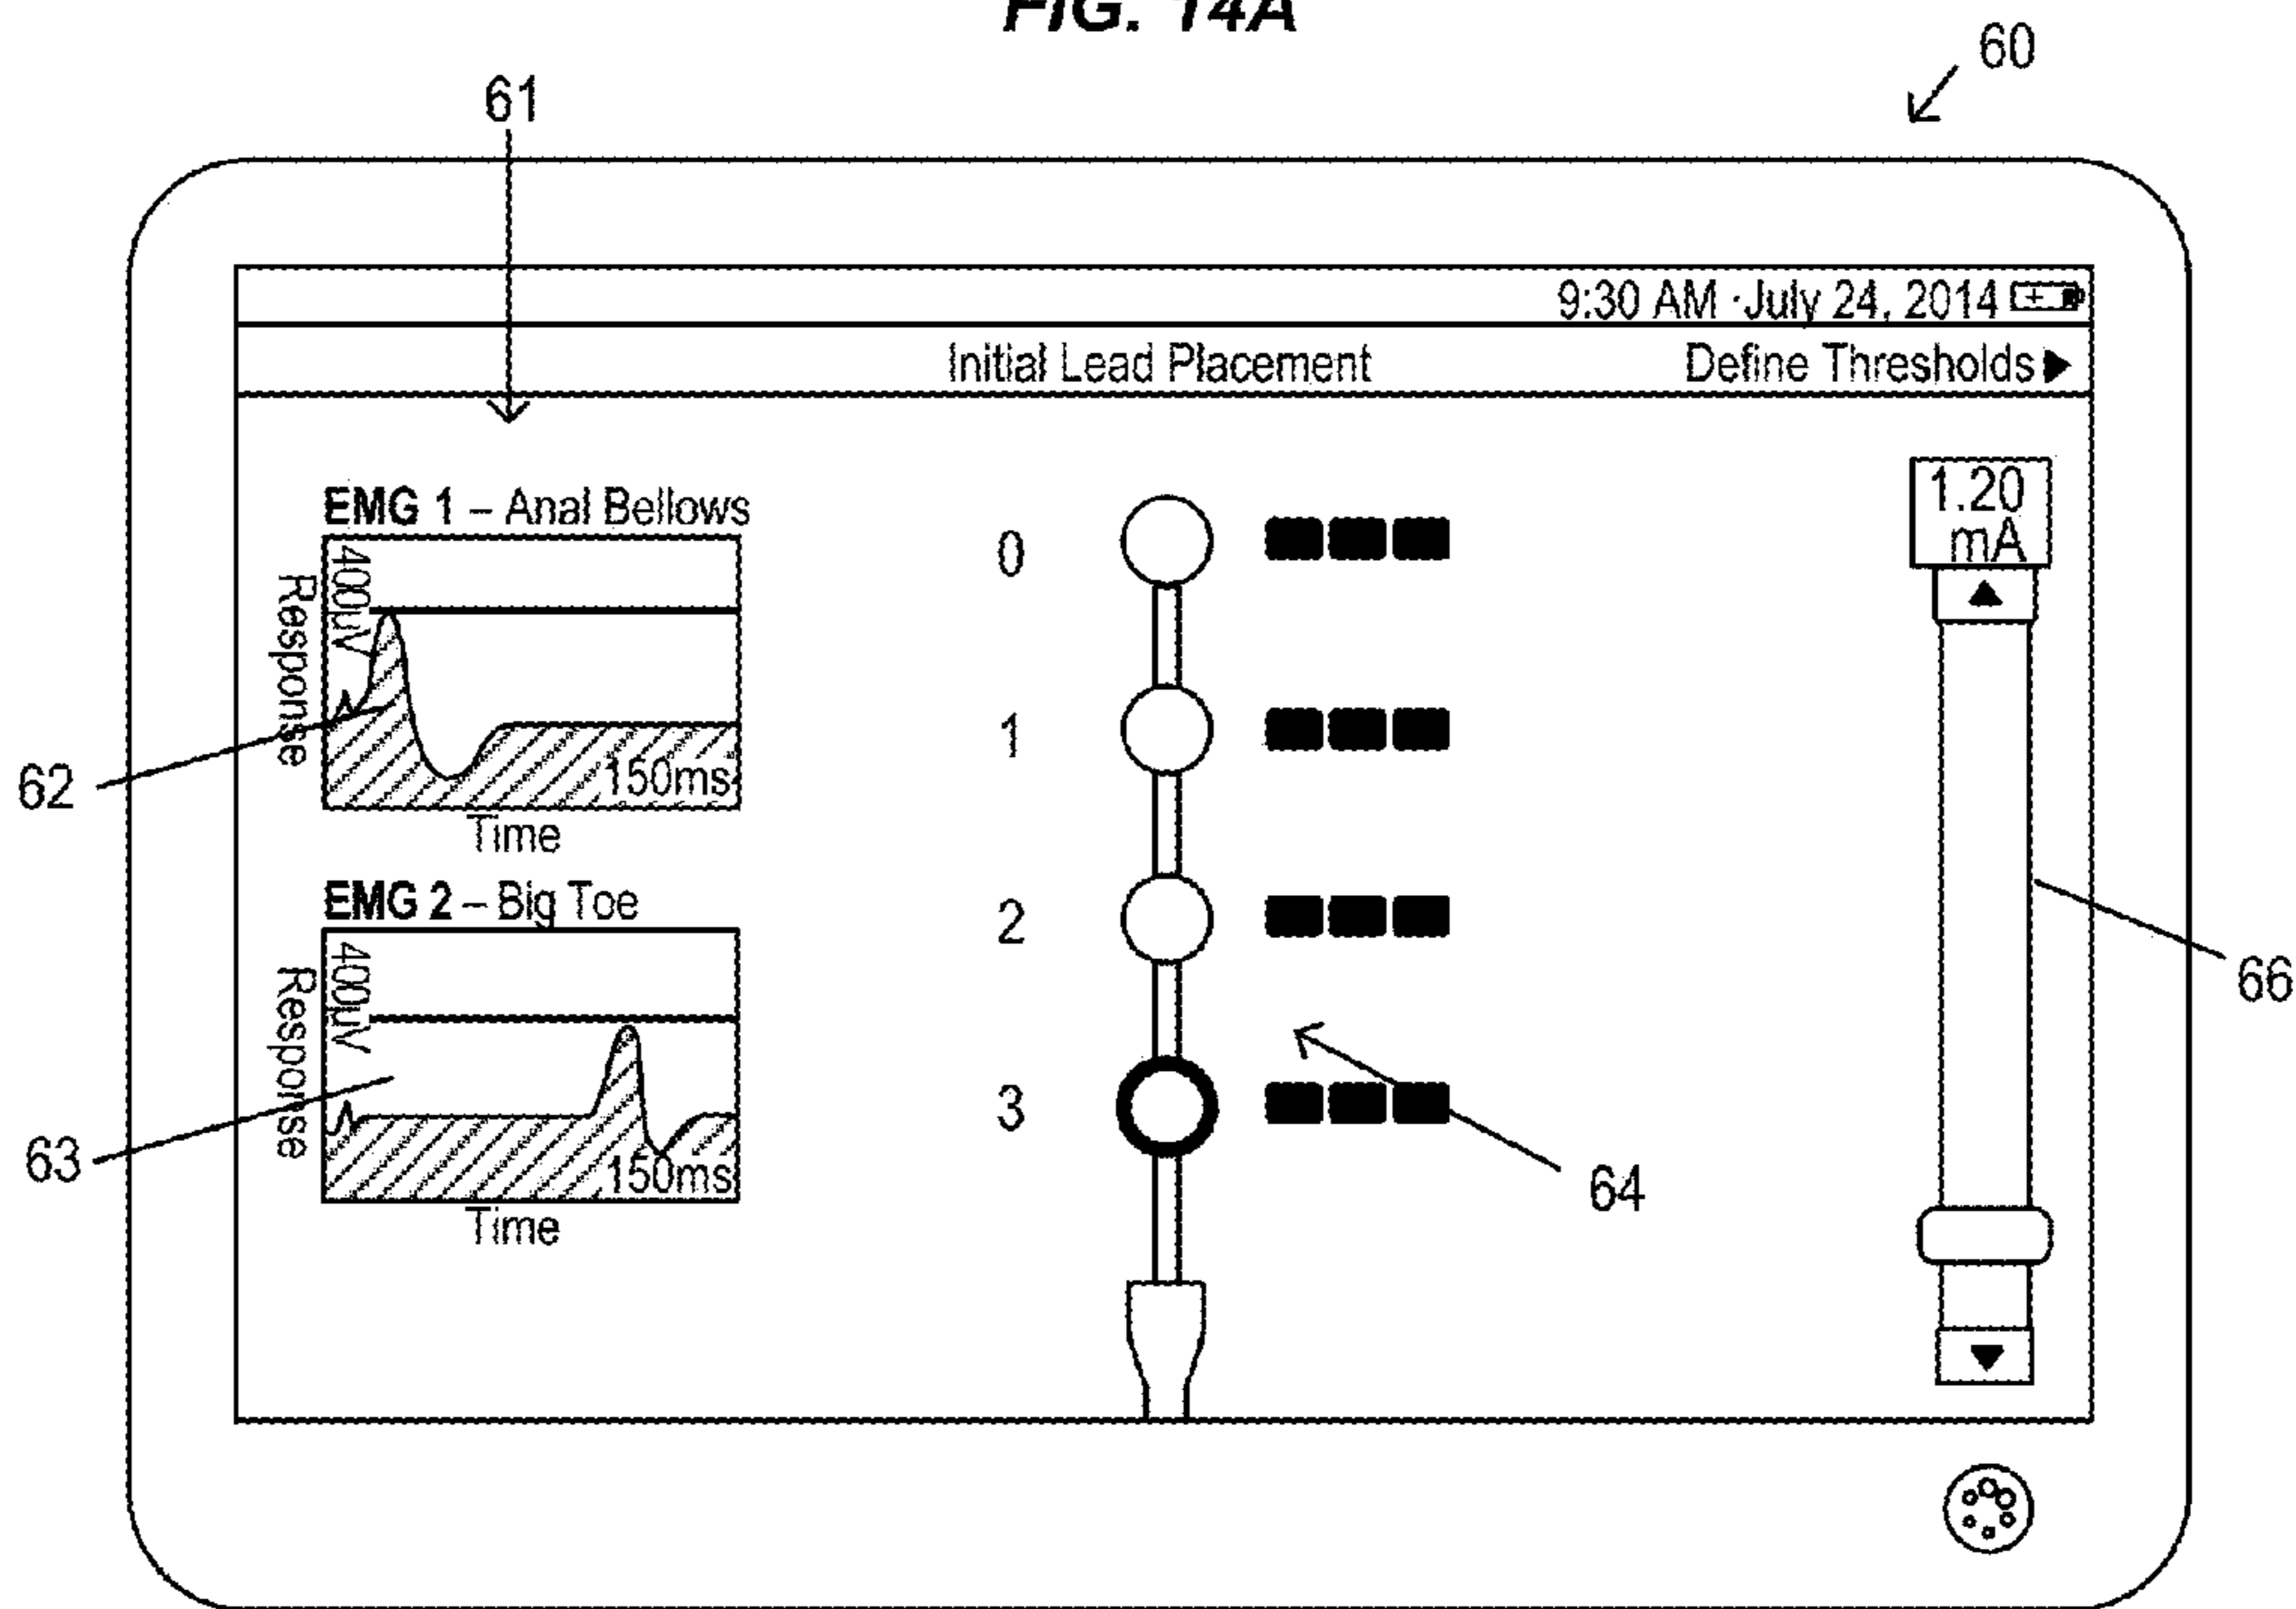 FIG. 14A
60
61
9:30 AM ·July 24, 2014
Initial Lead Placement
Define Thresholds
EMG 1 – Anal Bellows
400µV
Response
150ms
Time
62
EMG 2 – Big Toe
400µV
Response
150ms
Time
63
0
1
2
3
64
1.20
mA
66